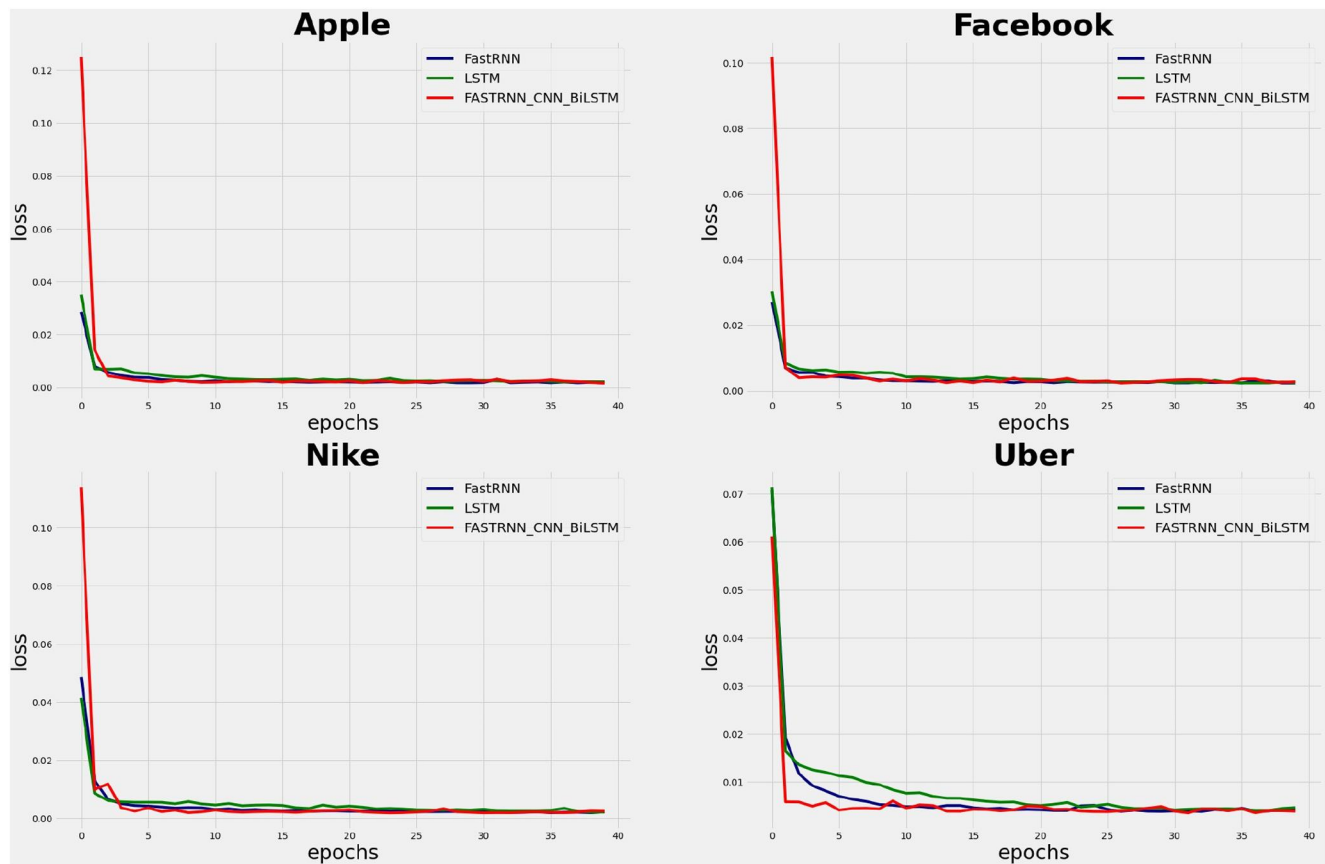 Apple
FastRNN
LSTM
FASTRNN_CNN_BiLSTM
0.12
0.10
0.08
0.06
0.04
0.02
0.00
loss
0 5 10 15 20 25 30 35 40
epochs
Facebook
FastRNN
LSTM
FASTRNN_CNN_BiLSTM
0.10
0.08
0.06
0.04
0.02
0.00
loss
0 5 10 15 20 25 30 35 40
epochs
Nike
FastRNN
LSTM
FASTRNN_CNN_BiLSTM
0.10
0.08
0.06
0.04
0.02
0.00
loss
0 5 10 15 20 25 30 35 40
epochs
Uber
FastRNN
LSTM
FASTRNN_CNN_BiLSTM
0.07
0.06
0.05
0.04
0.03
0.02
0.01
loss
0 5 10 15 20 25 30 35 40
epochs